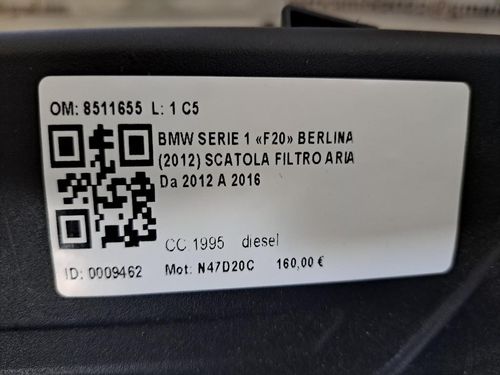 OM: 8511655 L: 1 C5
BMW SERIE 1 «F20» BERLINA
(2012) SCATOLA FILTRO ARIA
Da 2012 A 2016
CC 1995 diesel
ID: 0009462 Mot: N47D20C 160,00 €